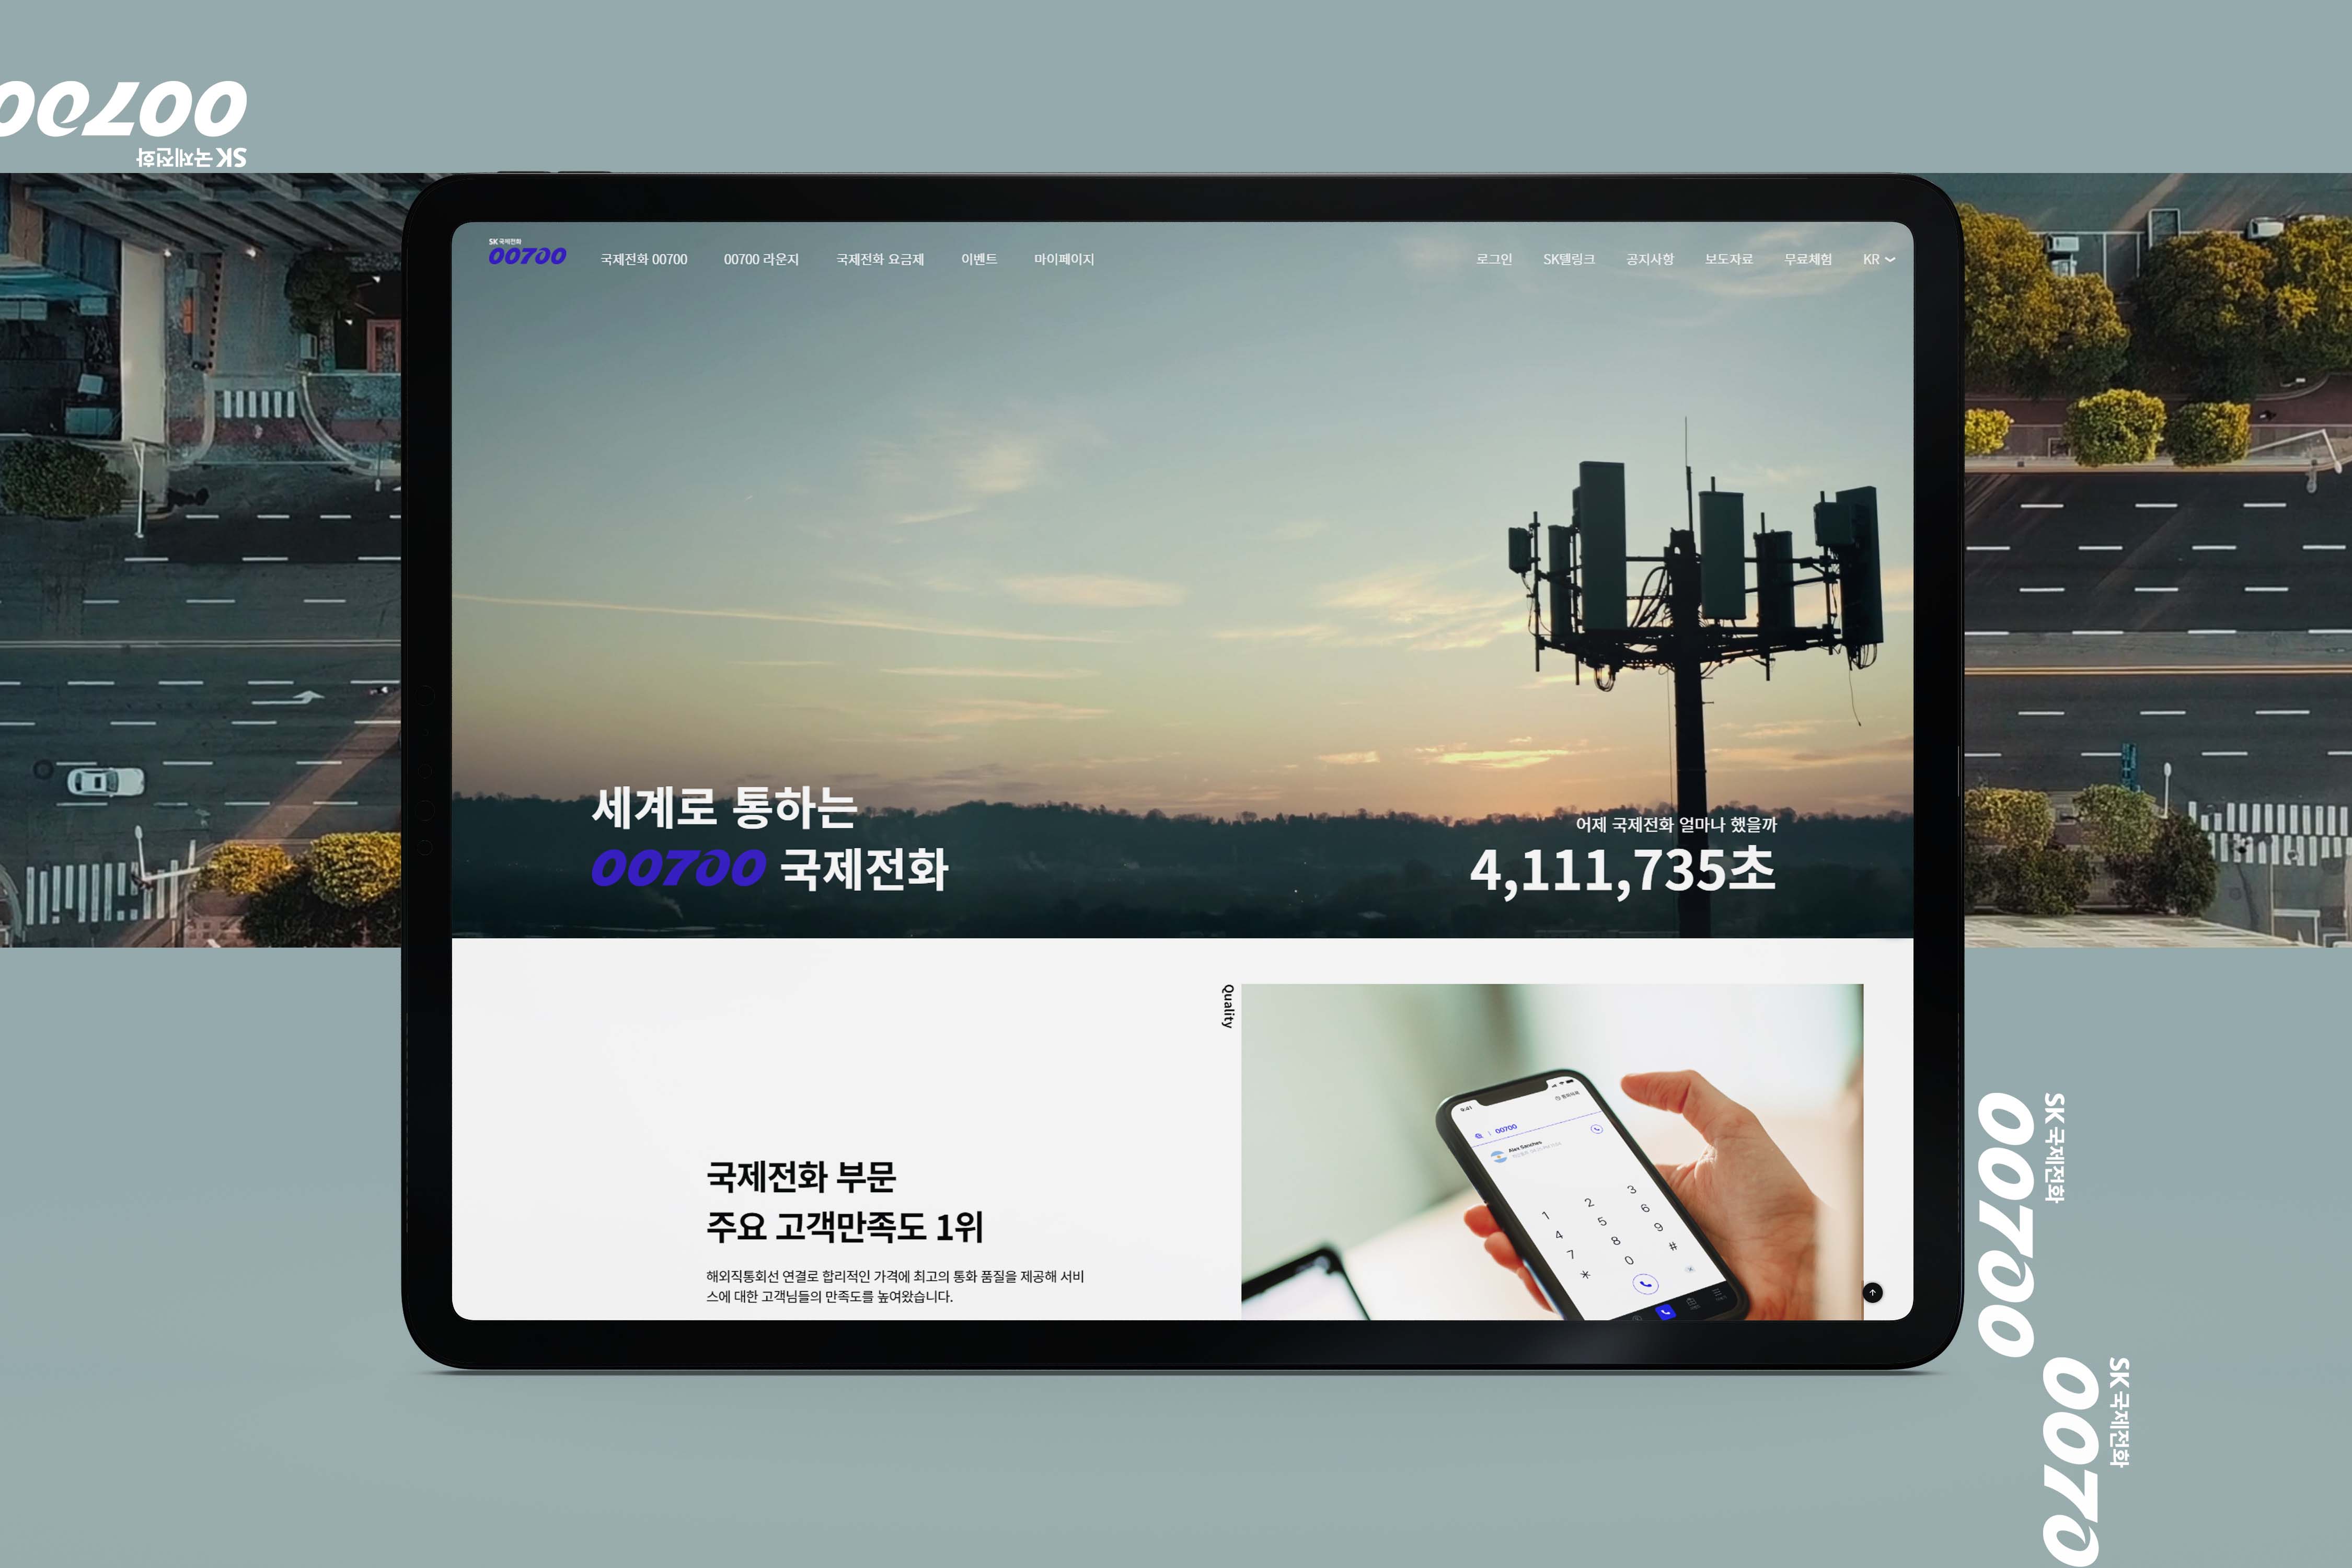 00700
SK 국제전화
SK 국제전화
00700
국제전화 00700
00700 라운지
국제전화 요금제
이벤트
마이페이지
로그인
SK텔링크
공지사항
보도자료
무료체험
KR
세계로 통하는
00700 국제전화
어제 국제전화 얼마나 했을까
4,111,735초
Quality
국제전화 부문
주요 고객만족도 1위
해외직통회선 연결로 합리적인 가격에 최고의 통화 품질을 제공해 서비
스에 대한 고객님들의 만족도를 높여왔습니다.
9:41
00700
Alex Sanches
1 2 3
4 5 6
7 8 9
* 0 #
SK 국제전화
00700
SK 국제전화
0070